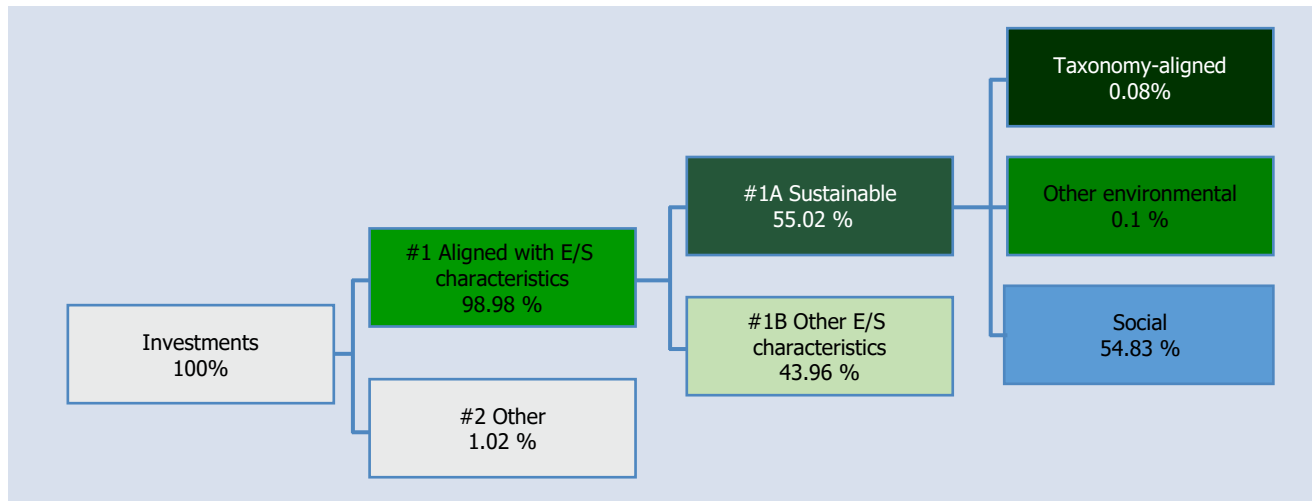 Investments
100%
#1 Aligned with E/S
characteristics
98.98 %
#2 Other
1.02 %
#1A Sustainable
55.02 %
#1B Other E/S
characteristics
43.96 %
Taxonomy-aligned
0.08%
Other environmental
0.1 %
Social
54.83 %